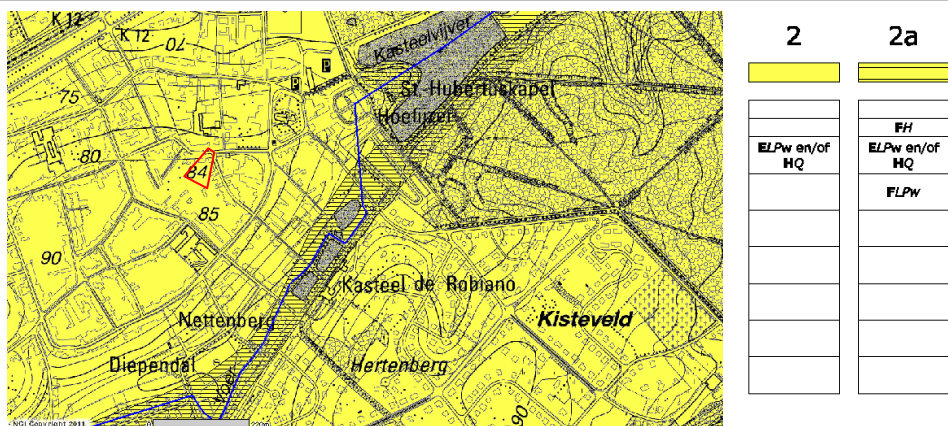 K 12
K 12
70
75
P
P
Kasteelvijver
St-Hubertuskapel
80
84
85
90
Kasteel de Robiano
Nettenberg
Kisteveld
Diependal
Hertenberg
90
NGI Copyright 2011
0
2
2a
FH
ELPw en/of
HQ
ELPw en/of
HQ
FLPw